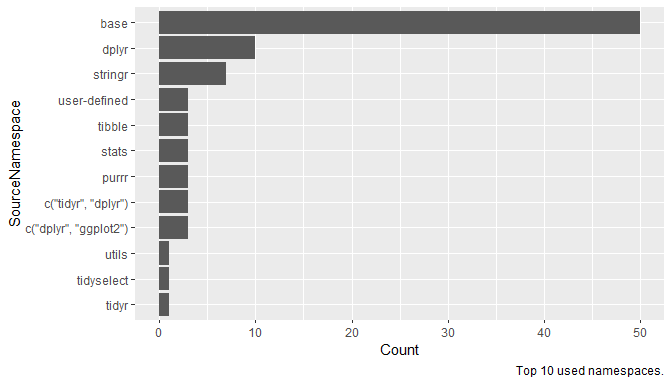 SourceNamespace
base
dplyr
stringr
user-defined
tibble
stats
purrr
c("tidyr", "dplyr")
c("dplyr", "ggplot2")
utils
tidyselect
tidyr
0 10 20 30 40 50
Count
Top 10 used namespaces.